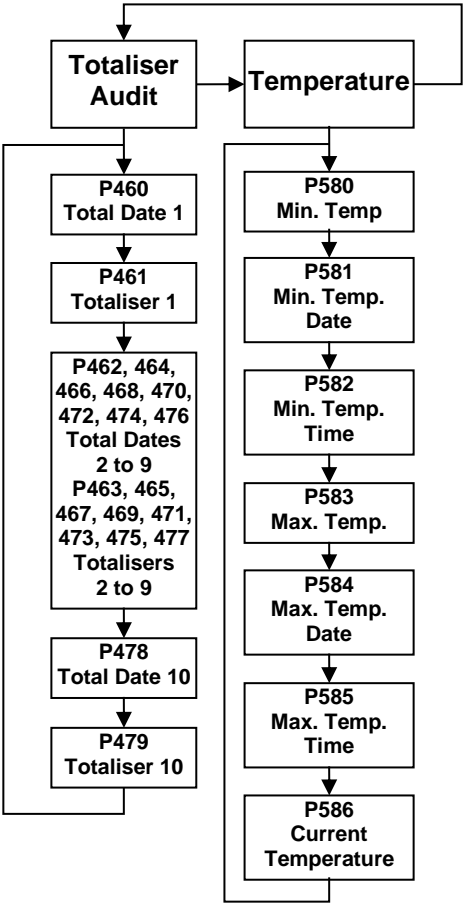 Totaliser
Audit
Temperature
P460
Total Date 1
P461
Totaliser 1
P462, 464,
466, 468, 470,
472, 474, 476
Total Dates
2 to 9
P463, 465,
467, 469, 471,
473, 475, 477
Totalisers
2 to 9
P478
Total Date 10
P479
Totaliser 10
P580
Min. Temp
P581
Min. Temp.
Date
P582
Min. Temp.
Time
P583
Max. Temp.
P584
Max. Temp.
Date
P585
Max. Temp.
Time
P586
Current
Temperature